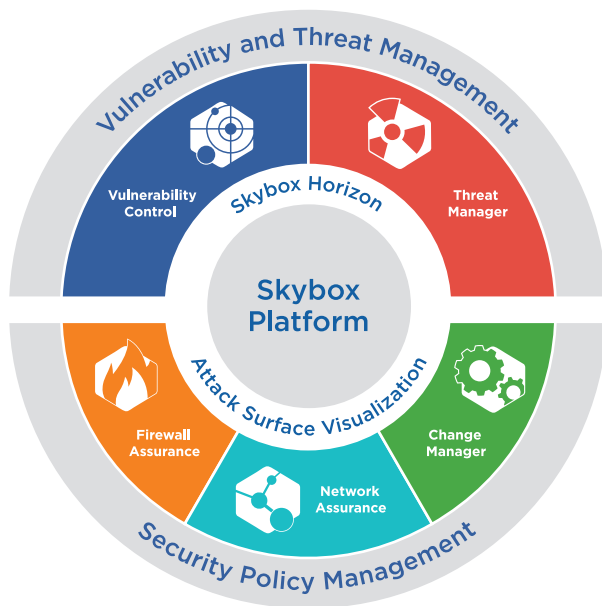 Vulnerability and Threat Management
Vulnerability
Control
Threat
Manager
Skybox Horizon
Skybox
Platform
Attack Surface Visualization
Firewall
Assurance
Network
Assurance
Change
Manager
Security Policy Management